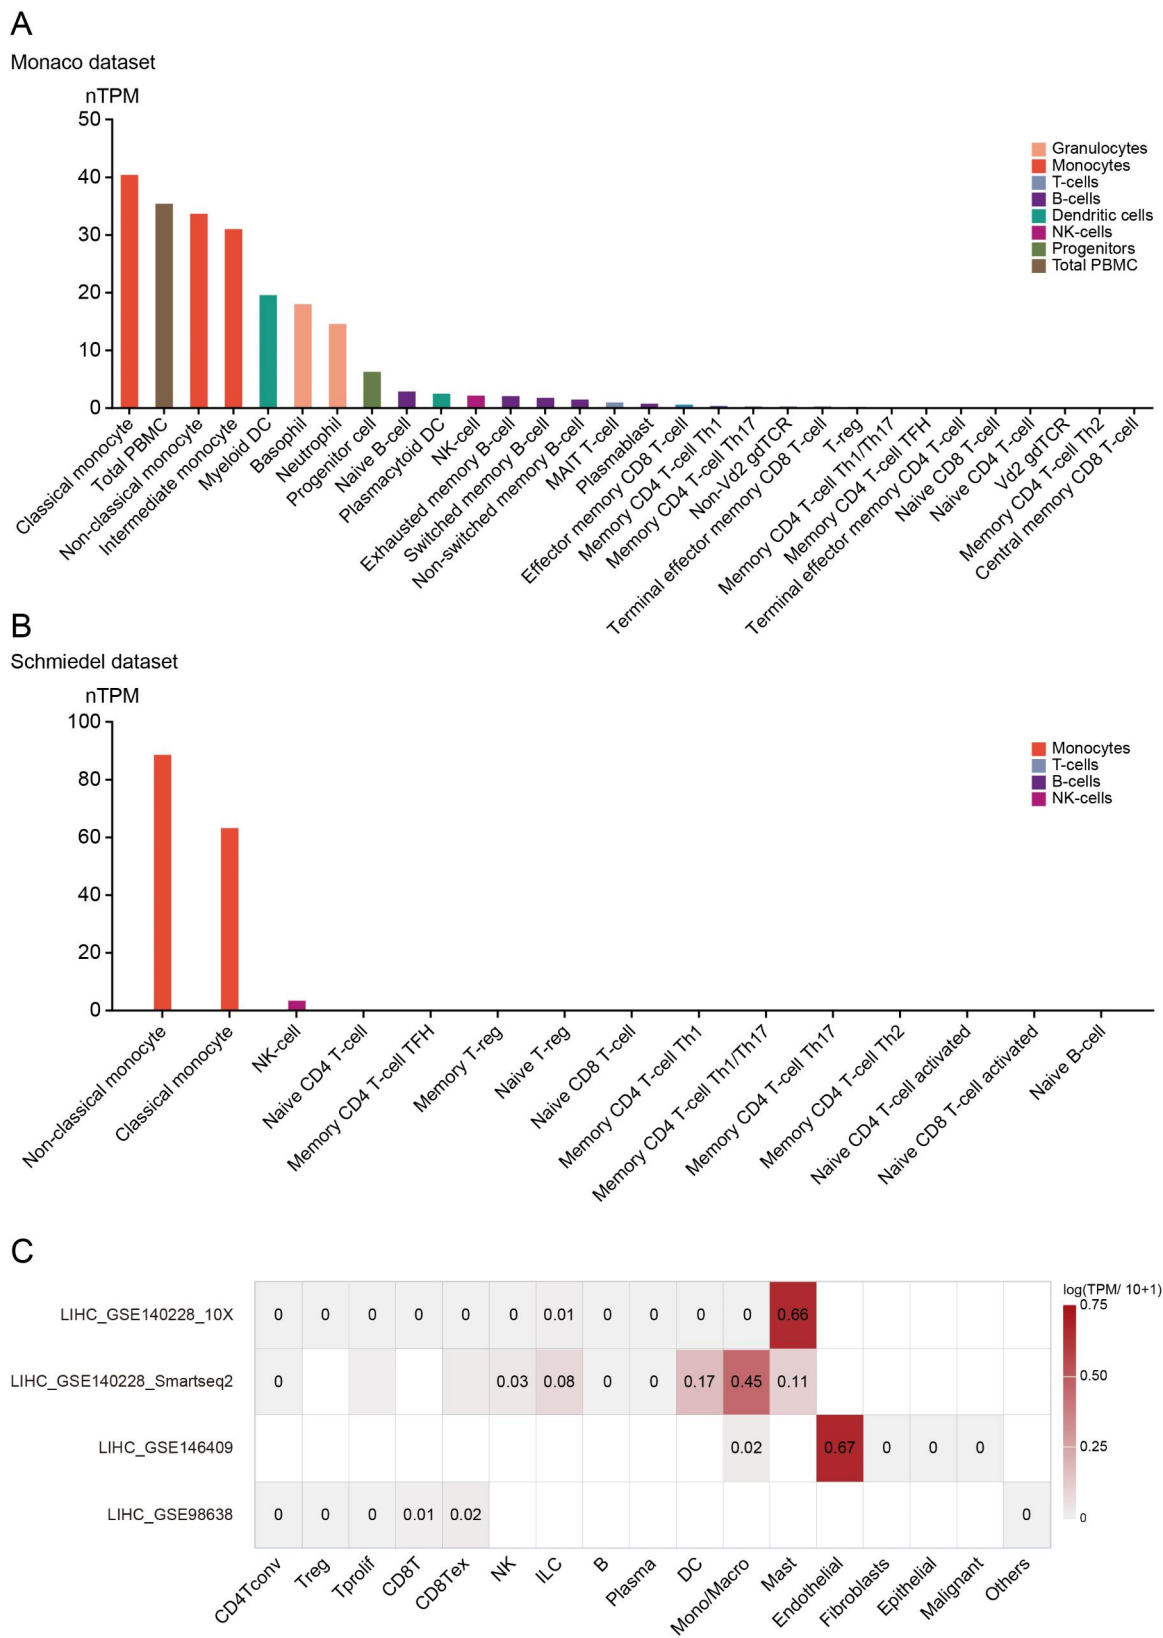 A
Monaco dataset
nTPM
50
40
30
20
10
0
Granulocytes
Monocytes
T-cells
B-cells
Dendritic cells
NK-cells
Progenitors
Total PBMC
Classical monocyte
Total PBMC
Non-classical monocyte
Intermediate monocyte
Myeloid DC
Basophil
Neutrophil
Progenitor cell
Naive B-cell
Plasmacytoid DC
NK-cell
Exhausted memory B-cell
Switched memory B-cell
Non-switched memory B-cell
MAIT T-cell
Plasmablast
Effector memory CD8 T-cell
Memory CD4 T-cell Th1
Memory CD4 T-cell Th17
Non-Vd2 gdTCR
Terminal effector memory CD8 T-cell
T-reg
Memory CD4 T-cell Th1/Th17
Memory CD4 T-cell TFH
Terminal effector memory CD4 T-cell
Naive CD8 T-cell
Naive CD4 T-cell
Vd2 gdTCR
Memory CD4 T-cell Th2
Central memory CD8 T-cell
B
Schmiedel dataset
nTPM
100
80
60
40
20
0
Monocytes
T-cells
B-cells
NK-cells
Non-classical monocyte
Classical monocyte
NK-cell
Naive CD4 T-cell
Memory CD4 T-cell TFH
Memory T-reg
Naive T-reg
Naive CD8 T-cell
Memory CD4 T-cell Th1
Memory CD4 T-cell Th1/Th17
Memory CD4 T-cell Th17
Memory CD4 T-cell Th2
Naive CD4 T-cell activated
Naive CD8 T-cell activated
Naive B-cell
C
log(TPM/ 10+1)
0.75
0.50
0.25
0
LIHC_GSE140228_10X 0 0 0 0 0 0 0.01 0 0 0 0 0.66
LIHC_GSE140228_Smartseq2 0 0.03 0.08 0 0 0.17 0.45 0.11
LIHC_GSE146409 0.02 0.67 0 0 0
LIHC_GSE98638 0 0 0 0.01 0.02 0
CD4Tconv
Treg
Tprolif
CD8T
CD8Tex
NK
ILC
B
Plasma
DC
Mono/Macro
Mast
Endothelial
Fibroblasts
Epithelial
Malignant
Others